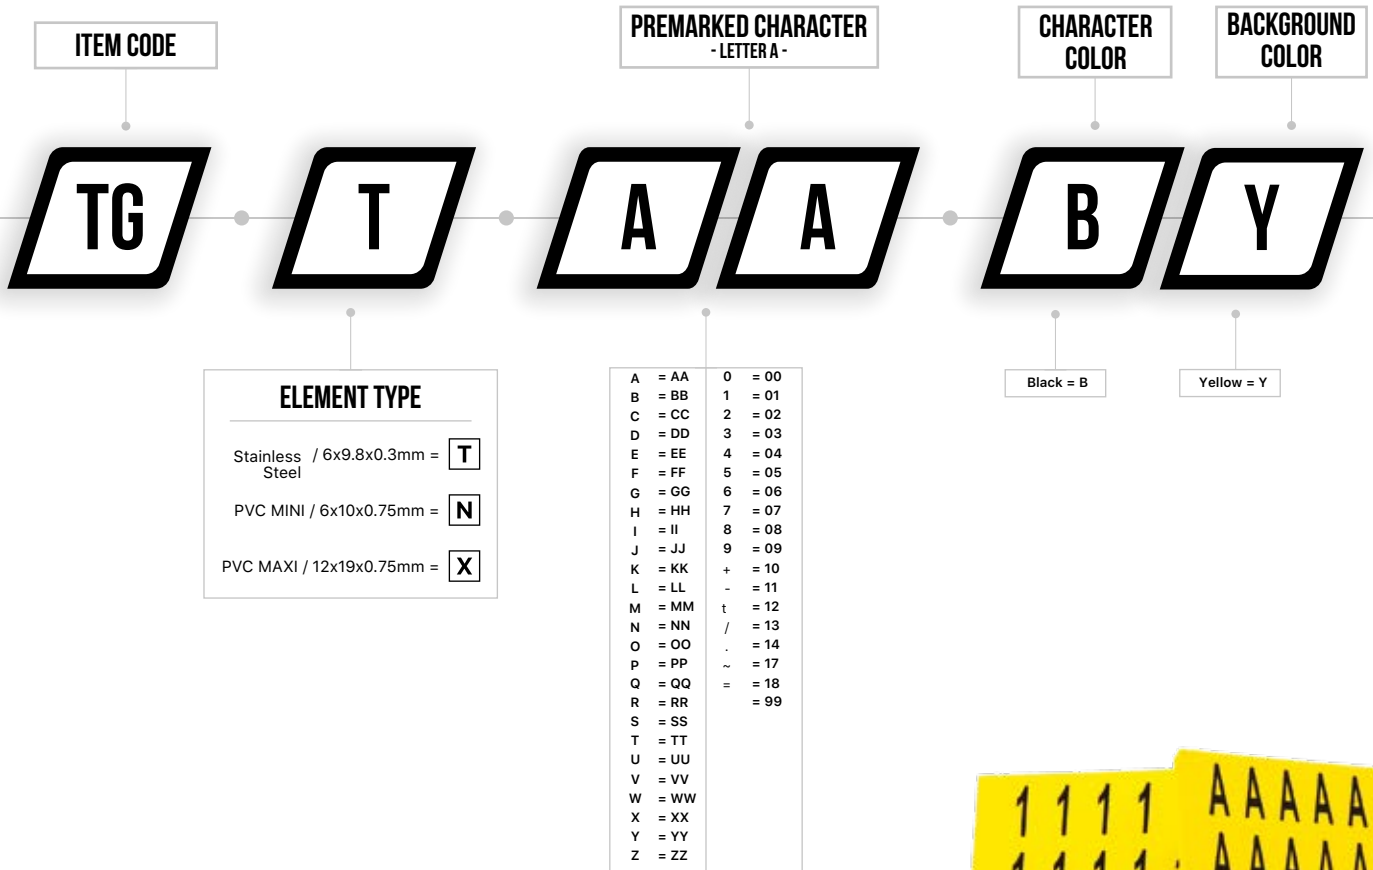 ITEM CODE
PREMARKED CHARACTER
- LETTER A -
CHARACTER
COLOR
BACKGROUND
COLOR
TG T A A B Y
ELEMENT TYPE
Stainless Steel / 6x9.8x0.3mm = T
PVC MINI / 6x10x0.75mm = N
PVC MAXI / 12x19x0.75mm = X
A = AA 0 = 00
B = BB 1 = 01
C = CC 2 = 02
D = DD 3 = 03
E = EE 4 = 04
F = FF 5 = 05
G = GG 6 = 06
H = HH 7 = 07
I = II 8 = 08
J = JJ 9 = 09
K = KK + = 10
L = LL - = 11
M = MM t = 12
N = NN / = 13
O = OO . = 14
P = PP ~ = 17
Q = QQ = = 18
R = RR = 99
S = SS
T = TT
U = UU
V = VV
W = WW
X = XX
Y = YY
Z = ZZ
Black = B
Yellow = Y
1 1 1 1
A A A A A
1 1 1 1
A A A A A